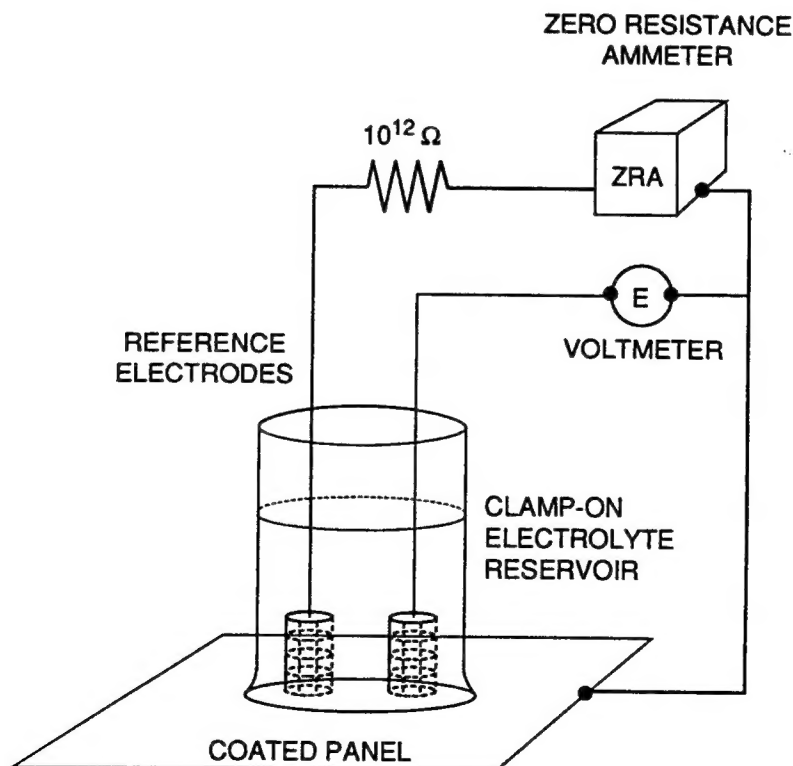 ZERO RESISTANCE
AMMETER
10¹² Ω
ZRA
E
VOLTMETER
REFERENCE
ELECTRODES
CLAMP-ON
ELECTROLYTE
RESERVOIR
COATED PANEL